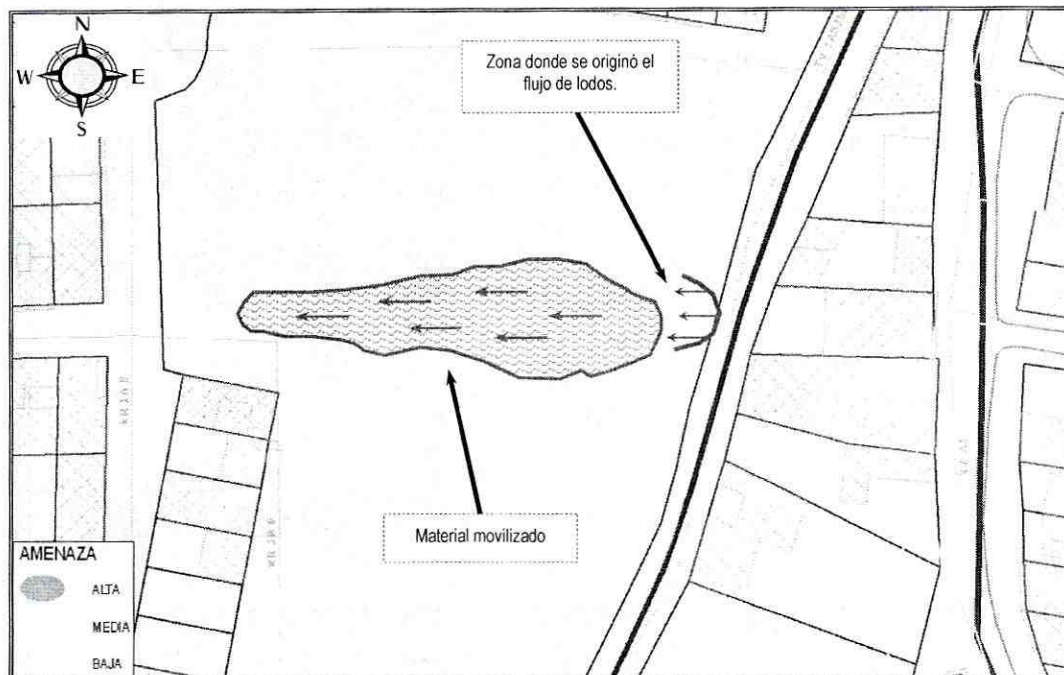 N
W E
S
Zona donde se originó el
flujo de lodos.
Material movilizado
AMENAZA
ALTA
MEDIA
BAJA